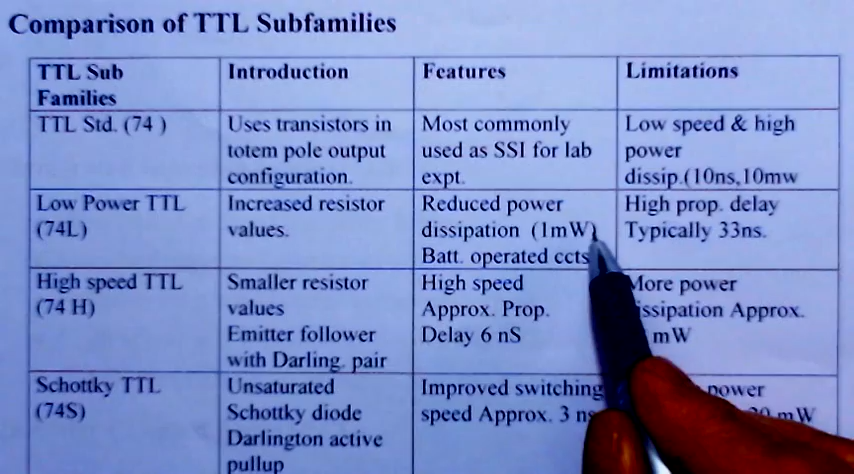 Comparison of TTL Subfamilies
TTL Sub
Families
Introduction
Features
Limitations
TTL Std. (74 )
Uses transistors in
totem pole output
configuration.
Most commonly
used as SSI for lab
expt.
Low speed & high
power
dissip.(10ns,10mw
Low Power TTL
(74L)
Increased resistor
values.
Reduced power
dissipation (1mW)
Batt. operated ccts
High prop. delay
Typically 33ns.
High speed TTL
(74 H)
Smaller resistor
values
Emitter follower
with Darling. pair
High speed
Approx. Prop.
Delay 6 nS
More power
Approx.
mW
Schottky TTL
(74S)
Unsaturated
Schottky diode
Darlington active
pullup
Improved switching
speed Approx. 3 ns
power
mW